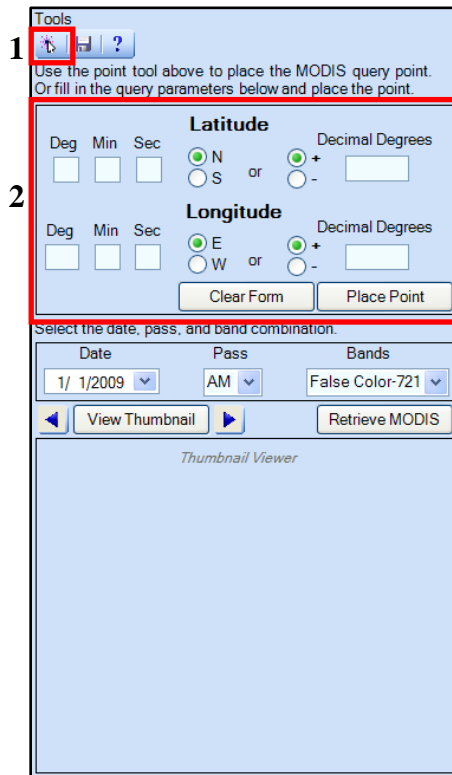 Tools
1
?
Use the point tool above to place the MODIS query point.
Or fill in the query parameters below and place the point.
2
Latitude
Deg Min Sec N S or + - Decimal Degrees
Longitude
Deg Min Sec E W or + - Decimal Degrees
Clear Form Place Point
Select the date, pass, and band combination.
Date Pass Bands
1/ 1/2009 AM False Color-721
View Thumbnail Retrieve MODIS
Thumbnail Viewer